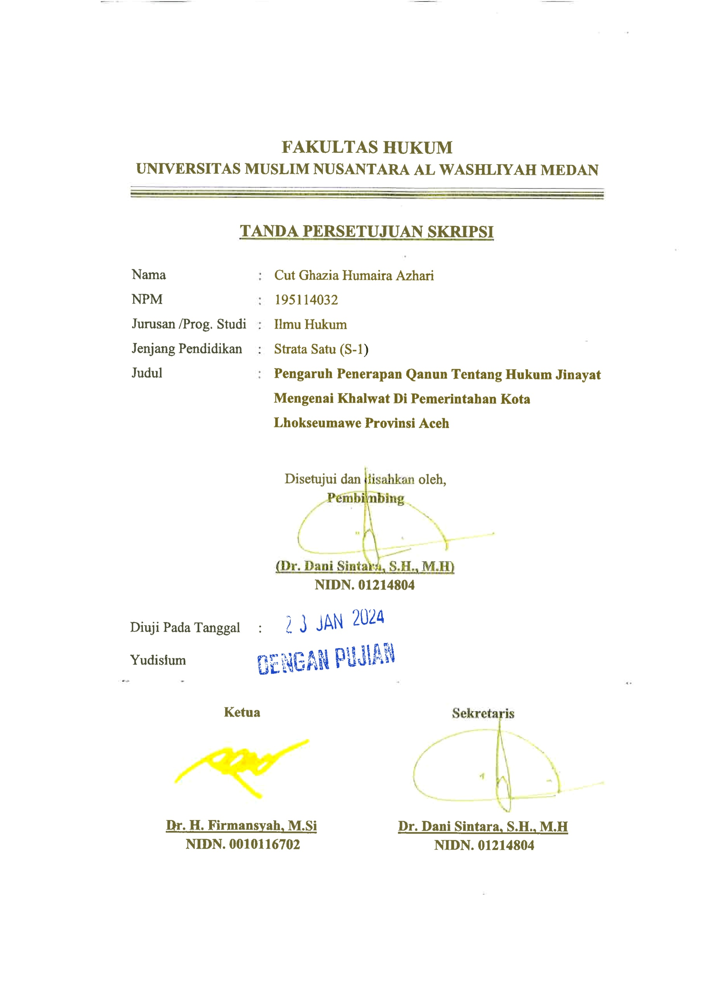 FAKULTAS HUKUM
UNIVERSITAS MUSLIM NUSANTARA AL WASHLIYAH MEDAN
TANDA PERSETUJUAN SKRIPSI
Nama : Cut Ghazia Humaira Azhari
NPM : 195114032
Jurusan /Prog. Studi : Ilmu Hukum
Jenjang Pendidikan : Strata Satu (S-1)
Judul : Pengaruh Penerapan Qanun Tentang Hukum Jinayat
Mengenai Khalwat Di Pemerintahan Kota
Lhokseumawe Provinsi Aceh
Disetujui dan disahkan oleh,
Pembimbing
(Dr. Dani Sintara, S.H., M.H)
NIDN. 01214804
Diuji Pada Tanggal : 23 JAN 2024
Yudisium DENGAN PUJIAN
Ketua Sekretaris
Dr. H. Firmansyah, M.Si Dr. Dani Sintara, S.H., M.H
NIDN. 0010116702 NIDN. 01214804